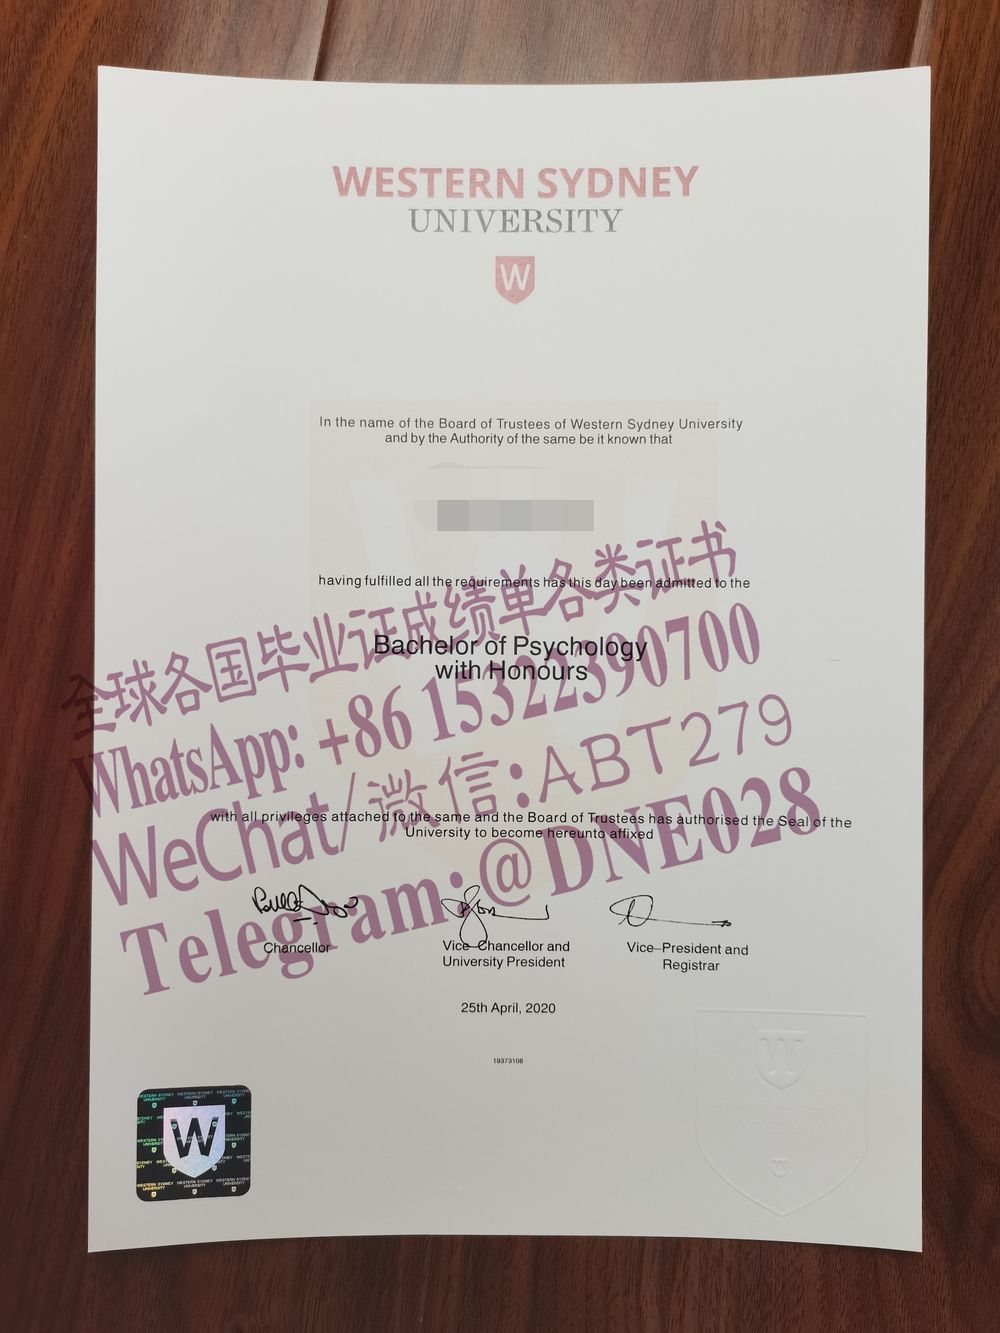 WESTERN SYDNEY
UNIVERSITY
W
In the name of the Board of Trustees of Western Sydney University
and by the Authority of the same be it known that
having fulfilled all the requirements has this day been admitted to the
全球各国毕业证成绩单各类证书
Bachelor of Psychology
with Honours
WhatsApp: +86 15322390700
WeChat/微信:ABT279
with all privileges attached to the same and the Board of Trustees has authorised the Seal of the
University to become hereunto affixed
Telegram:@DNE028
Chancellor
Vice–Chancellor and
University President
Vice–President and
Registrar
25th April, 2020
19373108
W
WESTERN SYDNEY
UNIVERSITY
W